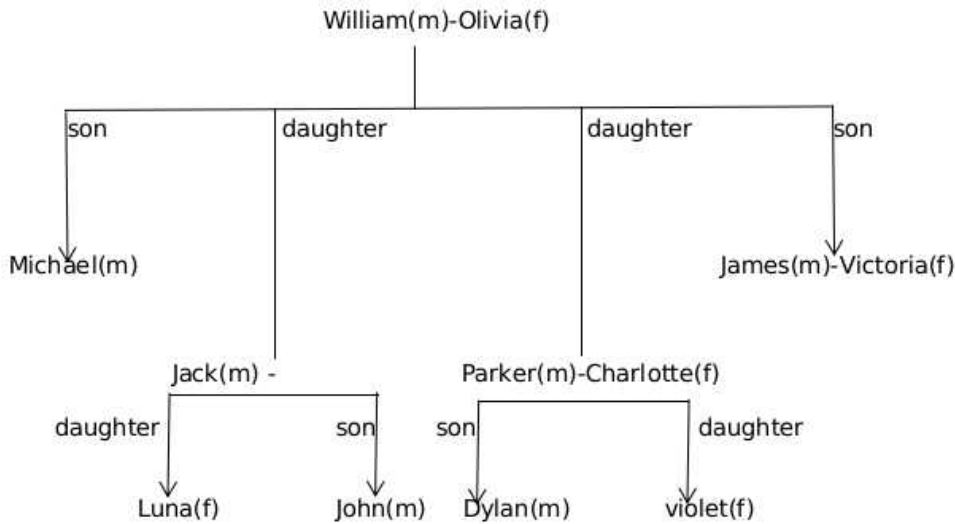 William(m)-Olivia(f)
son daughter daughter son
Michael(m) James(m)-Victoria(f)
Jack(m) - Parker(m)-Charlotte(f)
daughter son son daughter
Luna(f) John(m) Dylan(m) violet(f)